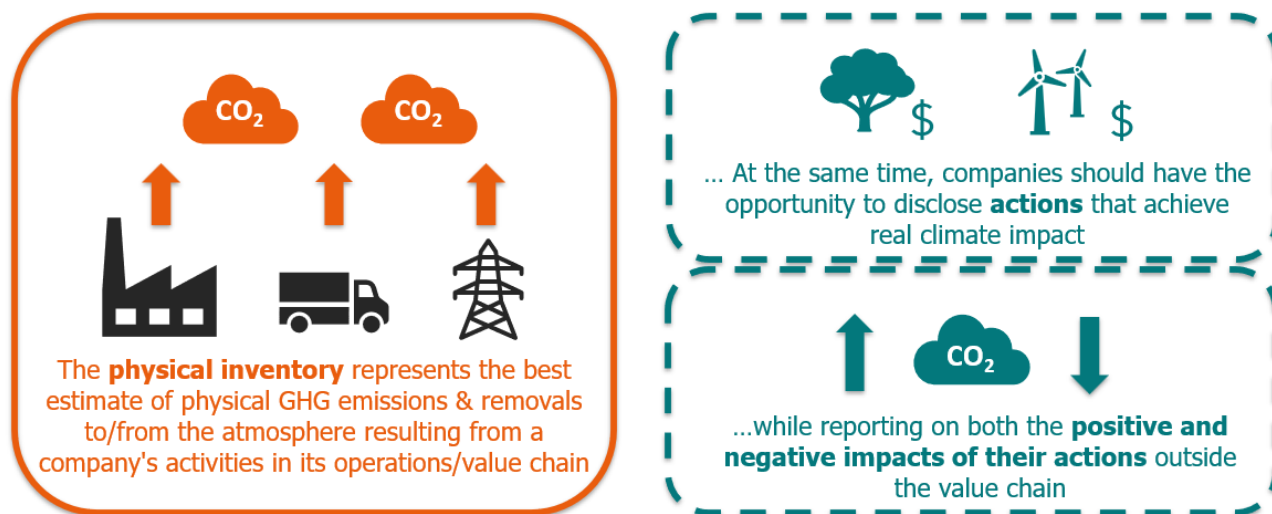 CO₂
CO₂
The physical inventory represents the best
estimate of physical GHG emissions & removals
to/from the atmosphere resulting from a
company's activities in its operations/value chain
$
$
... At the same time, companies should have the
opportunity to disclose actions that achieve
real climate impact
CO₂
...while reporting on both the positive and
negative impacts of their actions outside
the value chain